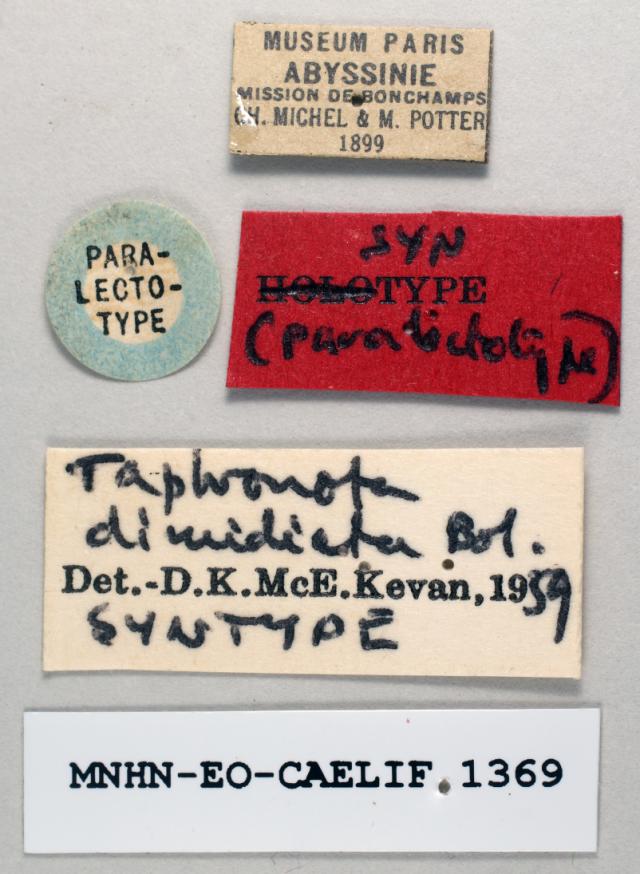 MUSEUM PARIS
ABYSSINIE
MISSION DE BONCHAMPS
CH. MICHEL & M. POTTER
1899
PARA-
LECTO-
TYPE
SYN
HOLOTYPE
(paralectotype)
Taphronota
dimidiata Bol.
Det.-D.K.McE.Kevan, 1959
SYNTYPE
MNHN-EO-CAELIF 1369